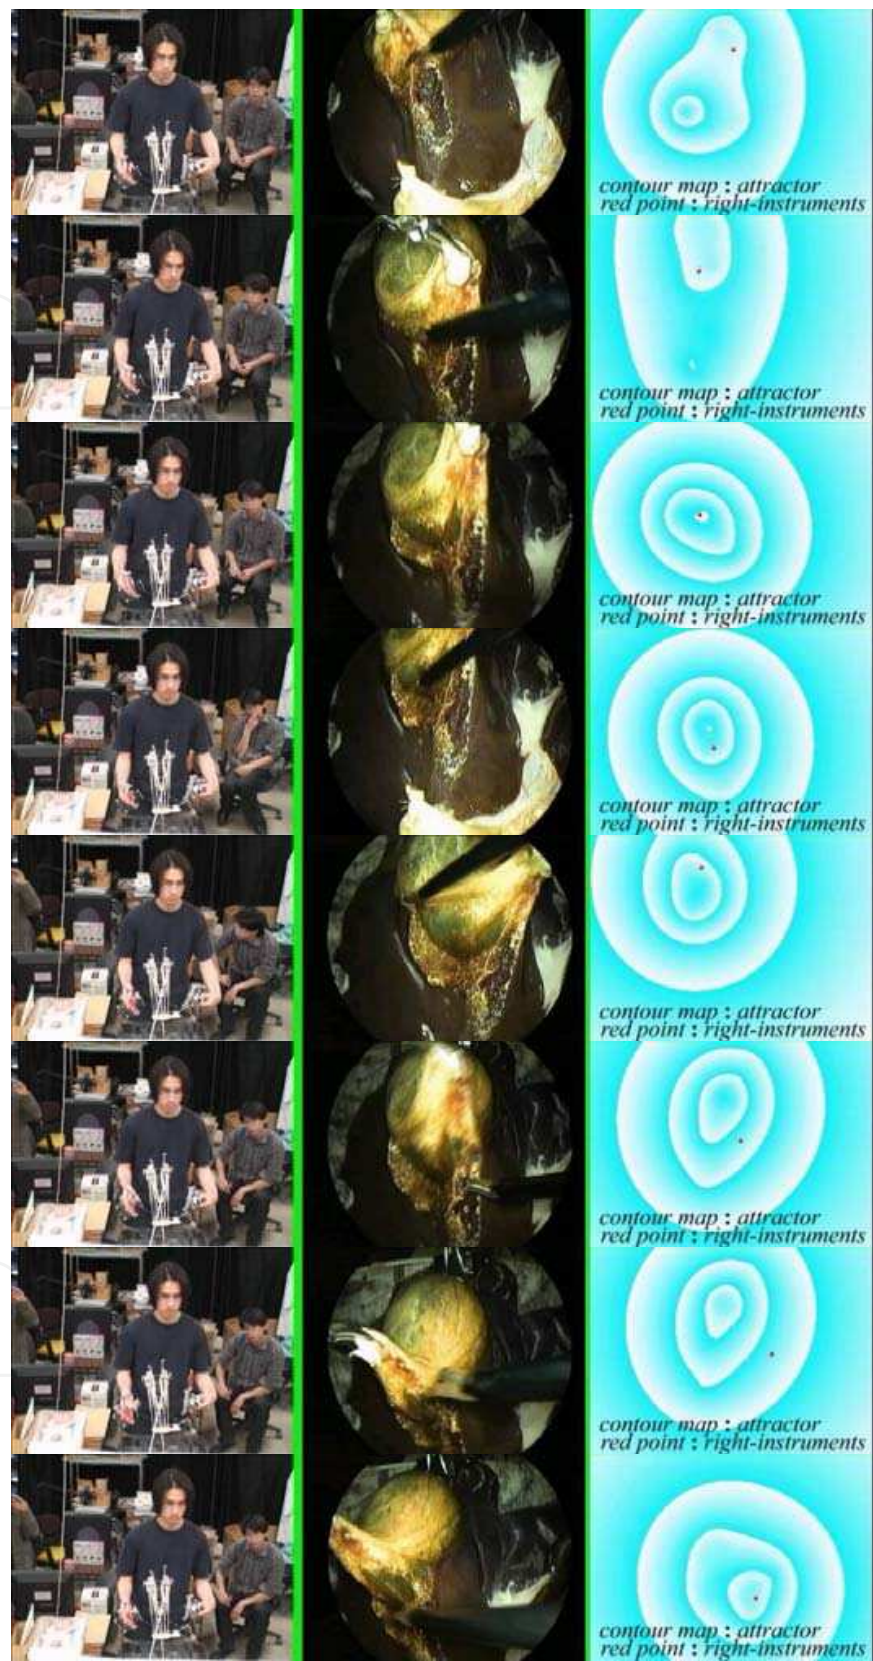 contour map : attractor
red point : right-instruments
contour map : attractor
red point : right-instruments
contour map : attractor
red point : right-instruments
contour map : attractor
red point : right-instruments
contour map : attractor
red point : right-instruments
contour map : attractor
red point : right-instruments
contour map : attractor
red point : right-instruments
contour map : attractor
red point : right-instruments